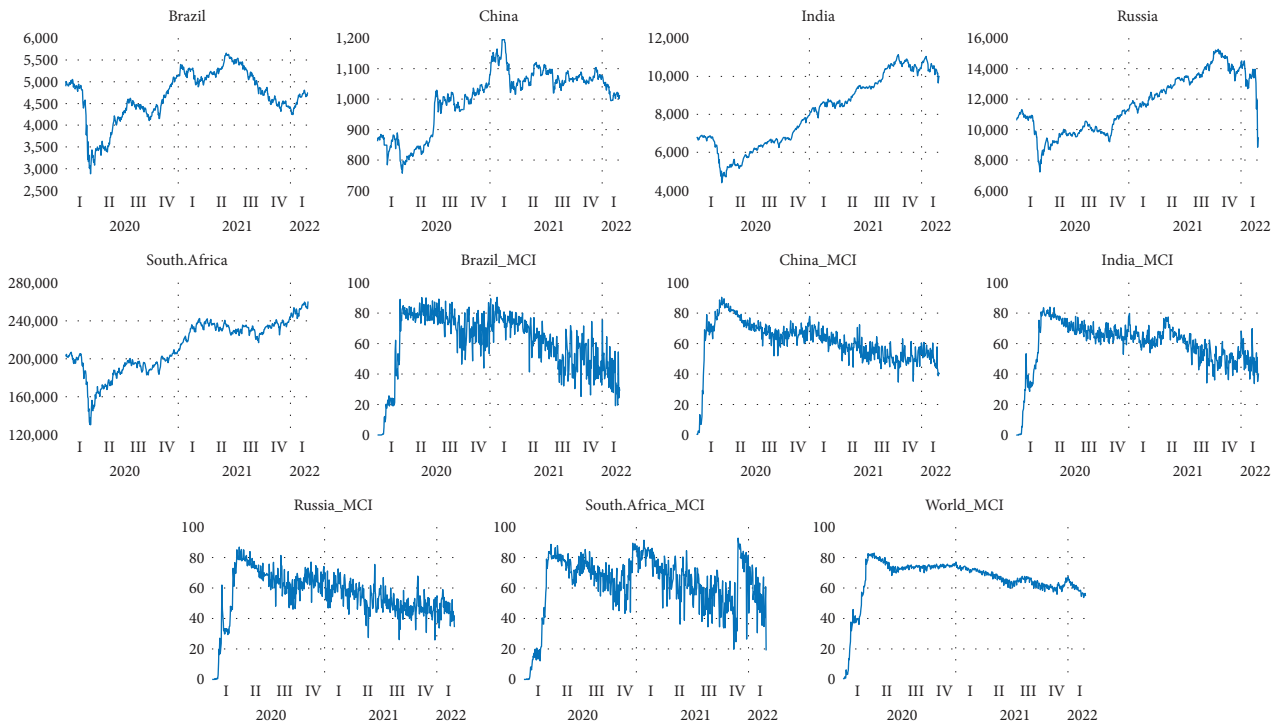 Brazil
6,000
5,500
5,000
4,500
4,000
3,500
3,000
2,500
I II III IV I II III IV I
2020 2021 2022
China
1,200
1,100
1,000
900
800
700
I II III IV I II III IV I
2020 2021 2022
India
12,000
10,000
8,000
6,000
4,000
I II III IV I II III IV I
2020 2021 2022
Russia
16,000
14,000
12,000
10,000
8,000
6,000
I II III IV I II III IV I
2020 2021 2022
South.Africa
280,000
240,000
200,000
160,000
120,000
I II III IV I II III IV I
2020 2021 2022
Brazil_MCI
100
80
60
40
20
0
I II III IV I II III IV I
2020 2021 2022
China_MCI
100
80
60
40
20
0
I II III IV I II III IV I
2020 2021 2022
India_MCI
100
80
60
40
20
0
I II III IV I II III IV I
2020 2021 2022
Russia_MCI
100
80
60
40
20
0
I II III IV I II III IV I
2020 2021 2022
South.Africa_MCI
100
80
60
40
20
0
I II III IV I II III IV I
2020 2021 2022
World_MCI
100
80
60
40
20
0
I II III IV I II III IV I
2020 2021 2022